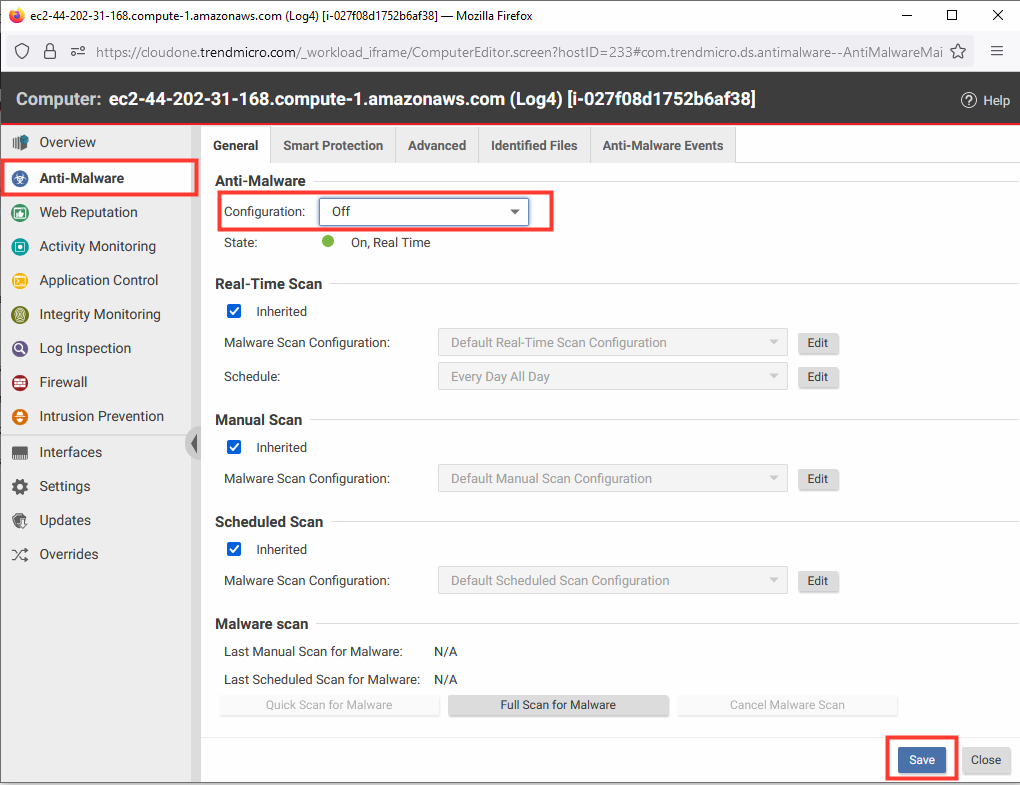 ec2-44-202-31-168.compute-1.amazonaws.com (Log4) [i-027f08d1752b6af38] — Mozilla Firefox
https://cloudone.trendmicro.com/_workload_iframe/ComputerEditor.screen?hostID=233#com.trendmicro.ds.antimalware--AntiMalwareMai
Computer: ec2-44-202-31-168.compute-1.amazonaws.com (Log4) [i-027f08d1752b6af38]
Help
Overview
Anti-Malware
Web Reputation
Activity Monitoring
Application Control
Integrity Monitoring
Log Inspection
Firewall
Intrusion Prevention
Interfaces
Settings
Updates
Overrides
General Smart Protection Advanced Identified Files Anti-Malware Events
Anti-Malware
Configuration: Off
State: On, Real Time
Real-Time Scan
Inherited
Malware Scan Configuration: Default Real-Time Scan Configuration Edit
Schedule: Every Day All Day Edit
Manual Scan
Inherited
Malware Scan Configuration: Default Manual Scan Configuration Edit
Scheduled Scan
Inherited
Malware Scan Configuration: Default Scheduled Scan Configuration Edit
Malware scan
Last Manual Scan for Malware: N/A
Last Scheduled Scan for Malware: N/A
Quick Scan for Malware Full Scan for Malware Cancel Malware Scan
Save Close